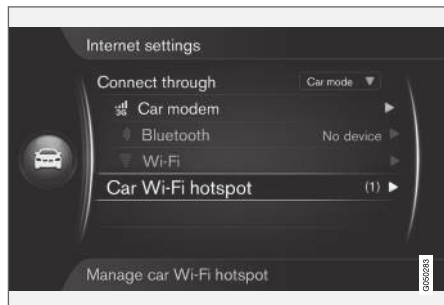 Internet settings
Connect through Car mode
3G Car modem
Bluetooth No device
Wi-Fi
Car Wi-Fi hotspot (1)
Manage car Wi-Fi hotspot
G050283